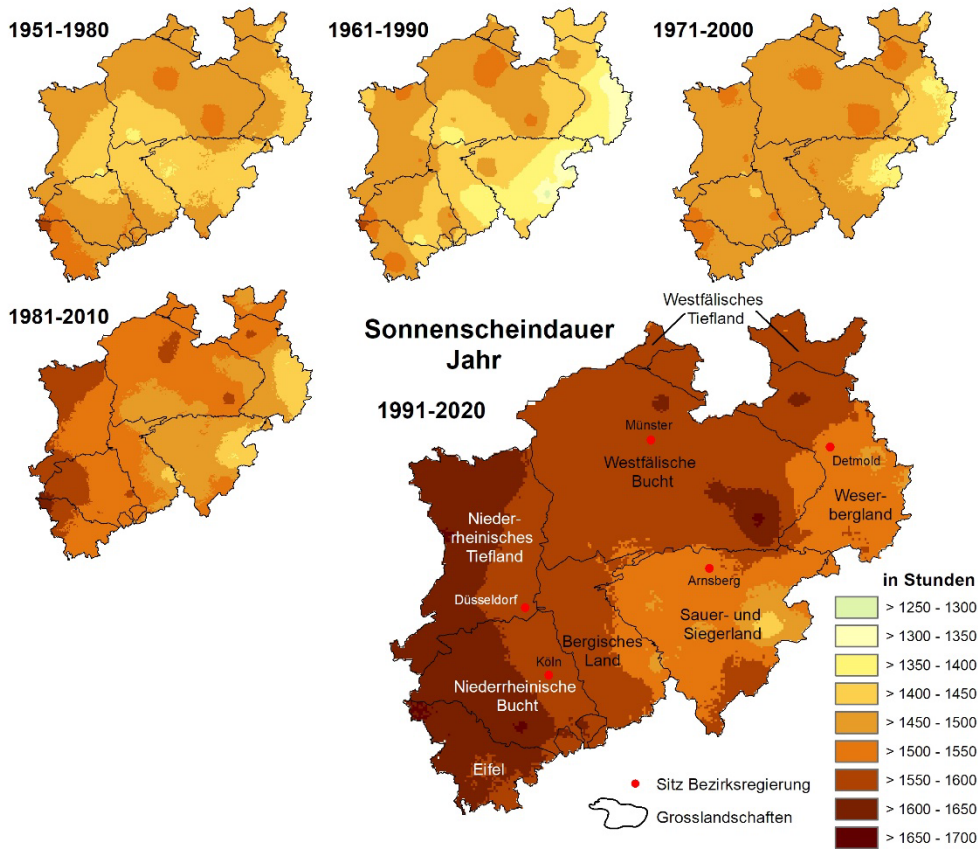 1951-1980
1961-1990
1971-2000
1981-2010
Sonnenscheindauer
Jahr
1991-2020
Westfälisches
Tiefland
Münster
Westfälische
Bucht
Detmold
Weser-
bergland
Nieder-
rheinisches
Tiefland
Düsseldorf
Arnsberg
Sauer- und
Siegerland
Bergisches
Land
Köln
Niederrheinische
Bucht
Eifel
Sitz Bezirksregierung
Grosslandschaften
in Stunden
> 1250 - 1300
> 1300 - 1350
> 1350 - 1400
> 1400 - 1450
> 1450 - 1500
> 1500 - 1550
> 1550 - 1600
> 1600 - 1650
> 1650 - 1700